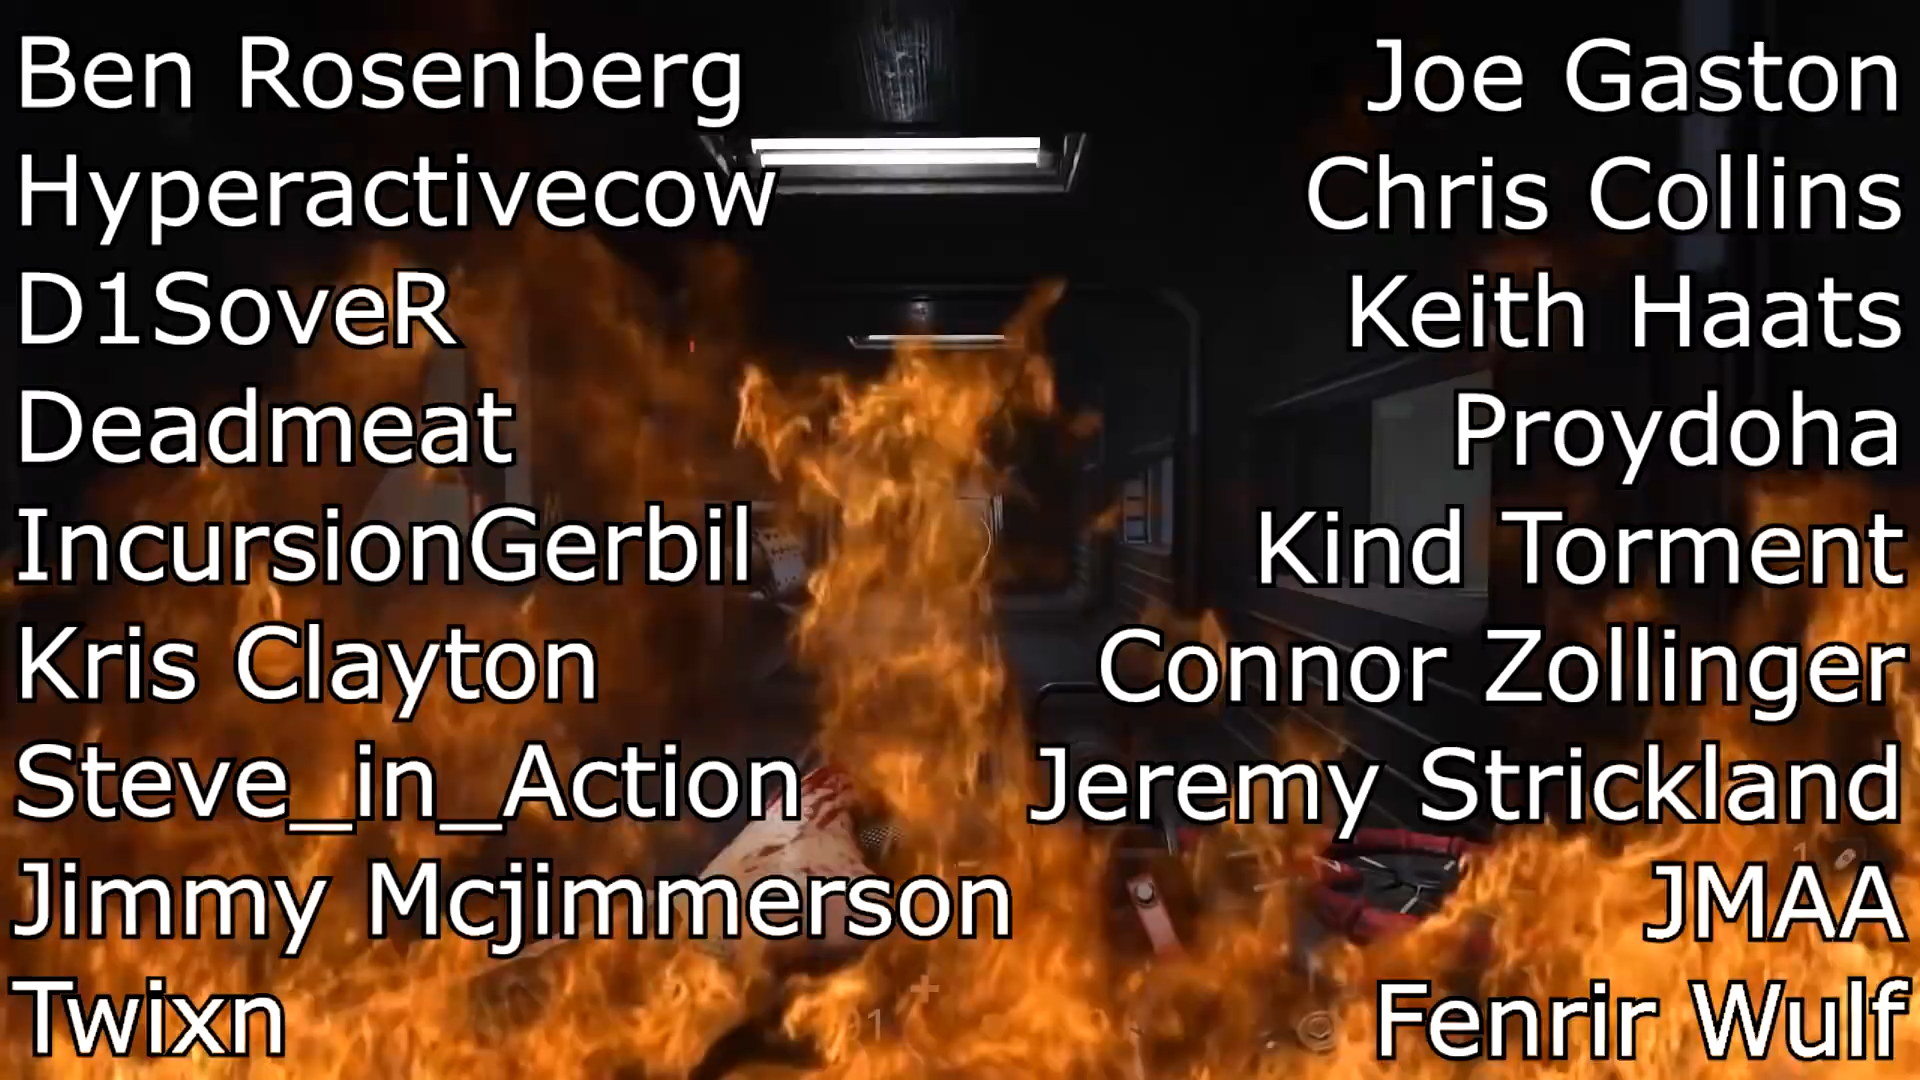 Ben Rosenberg
Hyperactivecow
D1SoveR
Deadmeat
IncursionGerbil
Kris Clayton
Steve_in_Action
Jimmy Mcjimmerson
Twixn
Joe Gaston
Chris Collins
Keith Haats
Proydoha
Kind Torment
Connor Zollinger
Jeremy Strickland
JMAA
Fenrir Wulf